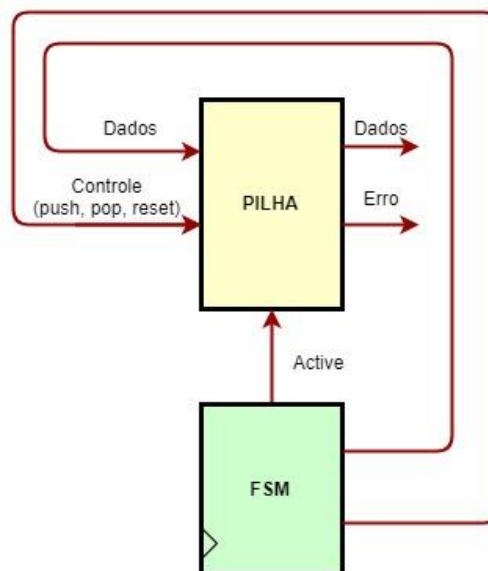 Dados
Dados
Controle
(push, pop, reset)
PILHA
Erro
Active
FSM